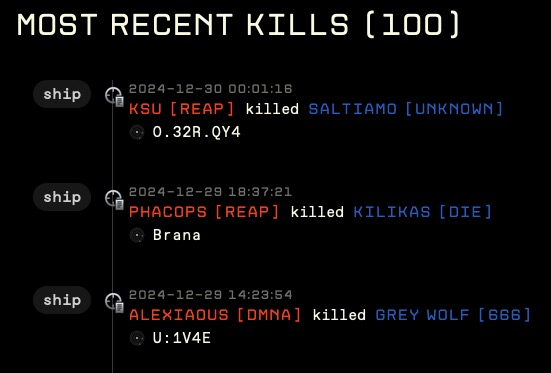 MOST RECENT KILLS (100)
ship
2024-12-30 00:01:16
KSU [REAP] killed SALTIAMO [UNKNOWN]
O.32R.QY4
ship
2024-12-29 18:37:21
PHACOPS [REAP] killed KILIKAS [DIE]
Brana
ship
2024-12-29 14:23:54
ALEXIAOUS [DMNA] killed GREY WOLF [666]
U:1V4E